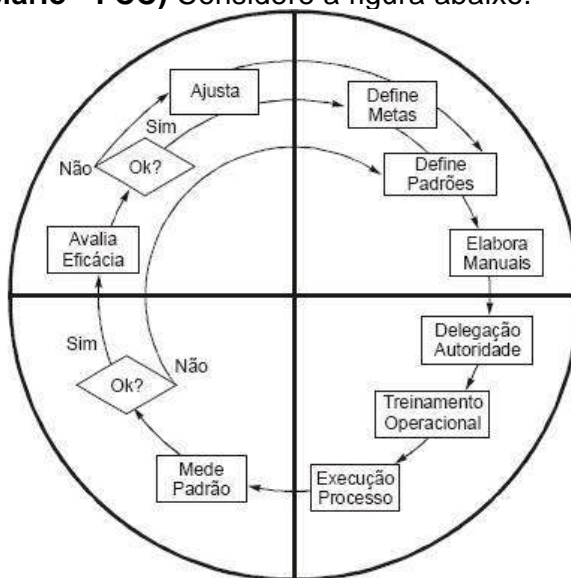 FCC) Considere a figura abaixo.
Ajusta
Sim
Não
Ok?
Avalia
Eficácia
Sim
Ok?
Não
Mede
Padrão
Define
Metas
Define
Padrões
Elabora
Manuais
Delegação
Autoridade
Treinamento
Operacional
Execução
Processo